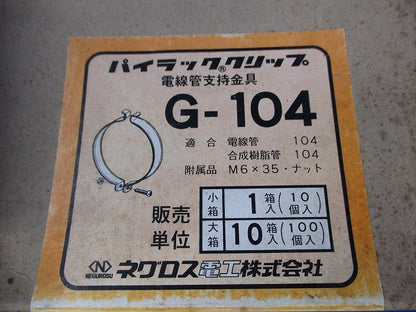 パイラック®クリップ
電線管支持金具
G-104
適合 電線管 104
合成樹脂管 104
附属品 M6×35・ナット
販売単位
小箱 1箱入(10個入)
大箱 10箱入(100個入)
NEGUROSU ネグロス電工株式会社